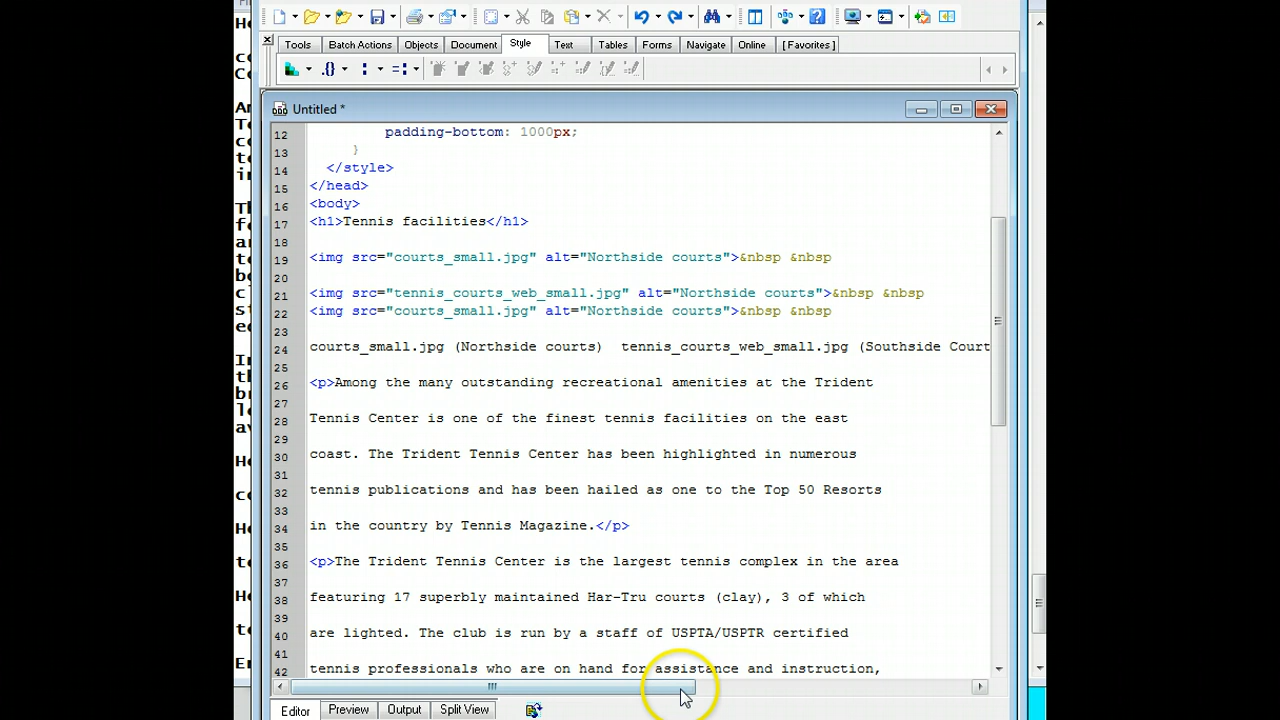 Tools Batch Actions Objects Document Style Text Tables Forms Navigate Online [ Favorites ]
Untitled *
12 padding-bottom: 1000px;
13 }
14 </style>
15 </head>
16 <body>
17 <h1>Tennis facilities</h1>
18
19 <img src="courts_small.jpg" alt="Northside courts">&nbsp &nbsp
20
21 <img src="tennis_courts_web_small.jpg" alt="Northside courts">&nbsp &nbsp
22 <img src="courts_small.jpg" alt="Northside courts">&nbsp &nbsp
23
24 courts_small.jpg (Northside courts)  tennis_courts_web_small.jpg (Southside Court
25
26 <p>Among the many outstanding recreational amenities at the Trident
27
28 Tennis Center is one of the finest tennis facilities on the east
29
30 coast. The Trident Tennis Center has been highlighted in numerous
31
32 tennis publications and has been hailed as one to the Top 50 Resorts
33
34 in the country by Tennis Magazine.</p>
35
36 <p>The Trident Tennis Center is the largest tennis complex in the area
37
38 featuring 17 superbly maintained Har-Tru courts (clay), 3 of which
39
40 are lighted. The club is run by a staff of USPTA/USPTR certified
41
42 tennis professionals who are on hand for assistance and instruction,
Editor Preview Output Split View